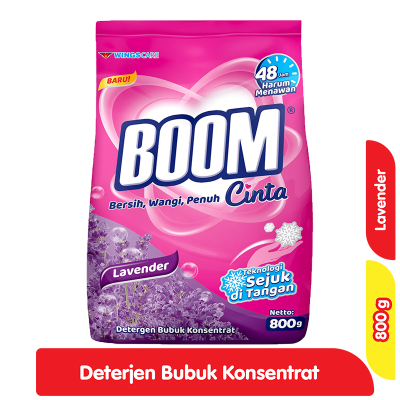 WINGSCARE
BARU!
48 Jam
Harum
Menawan
BOOM®
Bersih, Wangi, Penuh Cinta
Lavender
Teknologi
Sejuk
di Tangan
Netto:
800g
Detergen Bubuk Konsentrat
Lavender
800 g
Deterjen Bubuk Konsentrat